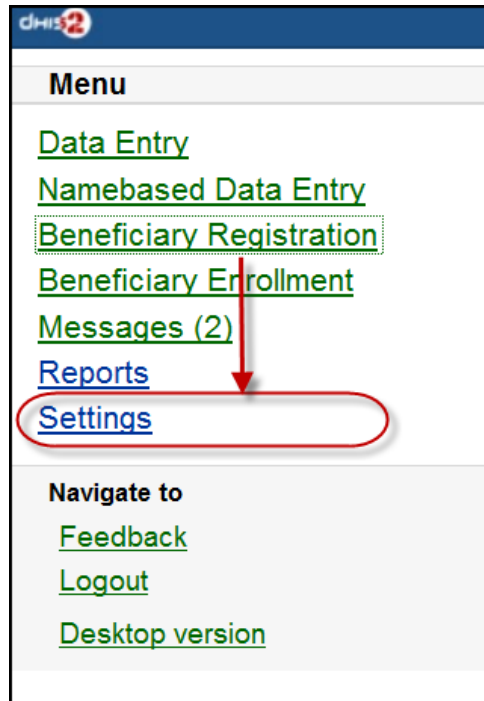 dHIS2
Menu
Data Entry
Namebased Data Entry
Beneficiary Registration
Beneficiary Enrollment
Messages (2)
Reports
Settings
Navigate to
Feedback
Logout
Desktop version